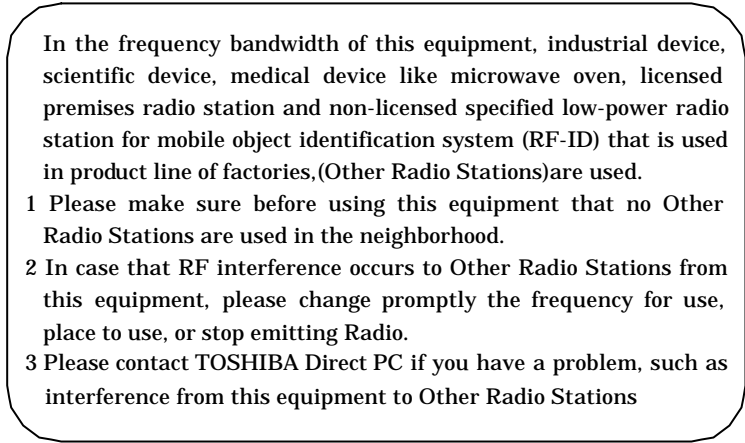 In the frequency bandwidth of this equipment, industrial device,
scientific device, medical device like microwave oven, licensed
premises radio station and non-licensed specified low-power radio
station for mobile object identification system (RF-ID) that is used
in product line of factories,(Other Radio Stations)are used.
1 Please make sure before using this equipment that no Other
Radio Stations are used in the neighborhood.
2 In case that RF interference occurs to Other Radio Stations from
this equipment, please change promptly the frequency for use,
place to use, or stop emitting Radio.
3 Please contact TOSHIBA Direct PC if you have a problem, such as
interference from this equipment to Other Radio Stations